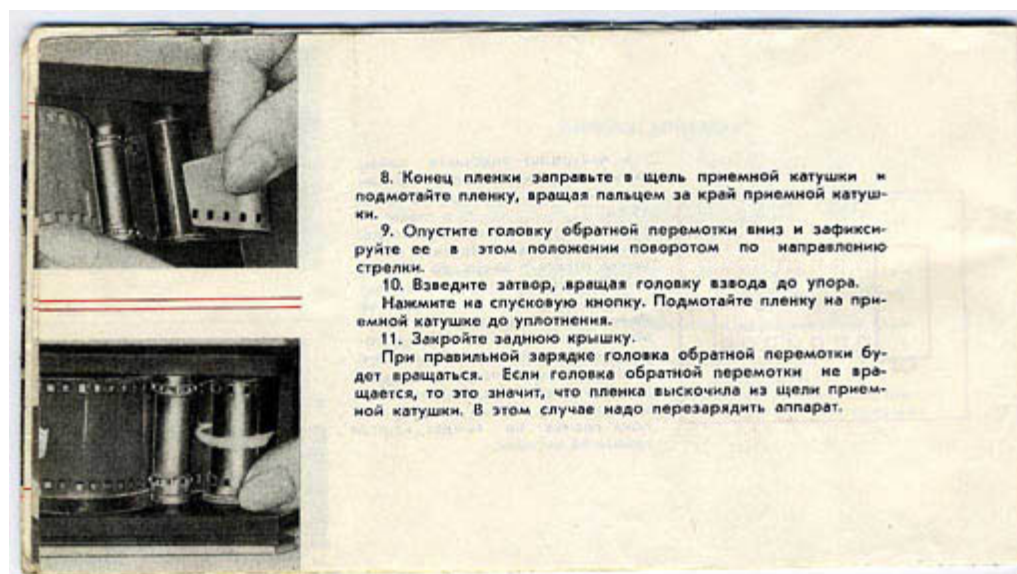 8. Конец пленки заправьте в щель приемной катушки и
подмотайте пленку, вращая пальцем за край приемной катуш-
ки.
9. Опустите головку обратной перемотки вниз и зафикси-
руйте ее в этом положении поворотом по направлению
стрелки.
10. Взведите затвор, вращая головку взвода до упора.
Нажмите на спусковую кнопку. Подмотайте пленку на при-
емной катушке до уплотнения.
11. Закройте заднюю крышку.
При правильной зарядке головка обратной перемотки бу-
дет вращаться. Если головка обратной перемотки не вра-
щается, то это значит, что пленка выскочила из щели прием-
ной катушки. В этом случае надо перезарядить аппарат.